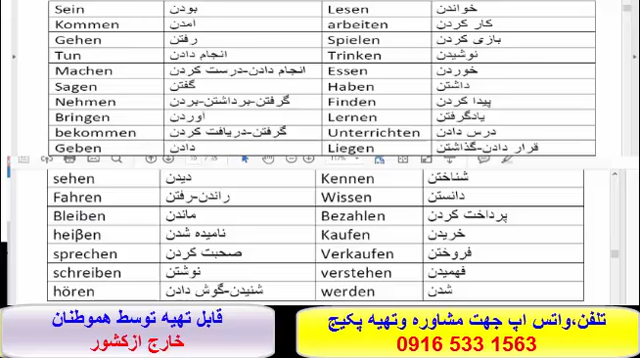 Sein بودن Lesen خواندن
Kommen آمدن arbeiten کار کردن
Gehen رفتن Spielen بازی کردن
Tun انجام دادن Trinken نوشیدن
Machen انجام دادن-درست کردن Essen خوردن
Sagen گفتن Haben داشتن
Nehmen گرفتن-برداشتن-بردن Finden پیدا کردن
Bringen آوردن Lernen یادگرفتن
bekommen گرفتن-دریافت کردن Unterrichten درس دادن
Geben دادن Liegen قرار دادن-گذاشتن
sehen دیدن Kennen شناختن
Fahren راندن-رفتن Wissen دانستن
Bleiben ماندن Bezahlen پرداخت کردن
heiβen نامیده شدن Kaufen خریدن
sprechen صحبت کردن Verkaufen فروختن
schreiben نوشتن verstehen فهمیدن
hören شنیدن-گوش دادن werden شدن
قابل تهیه توسط هموطنان
خارج ازکشور
تلفن،واتس اپ جهت مشاوره وتهیه پکیج
0916 533 1563